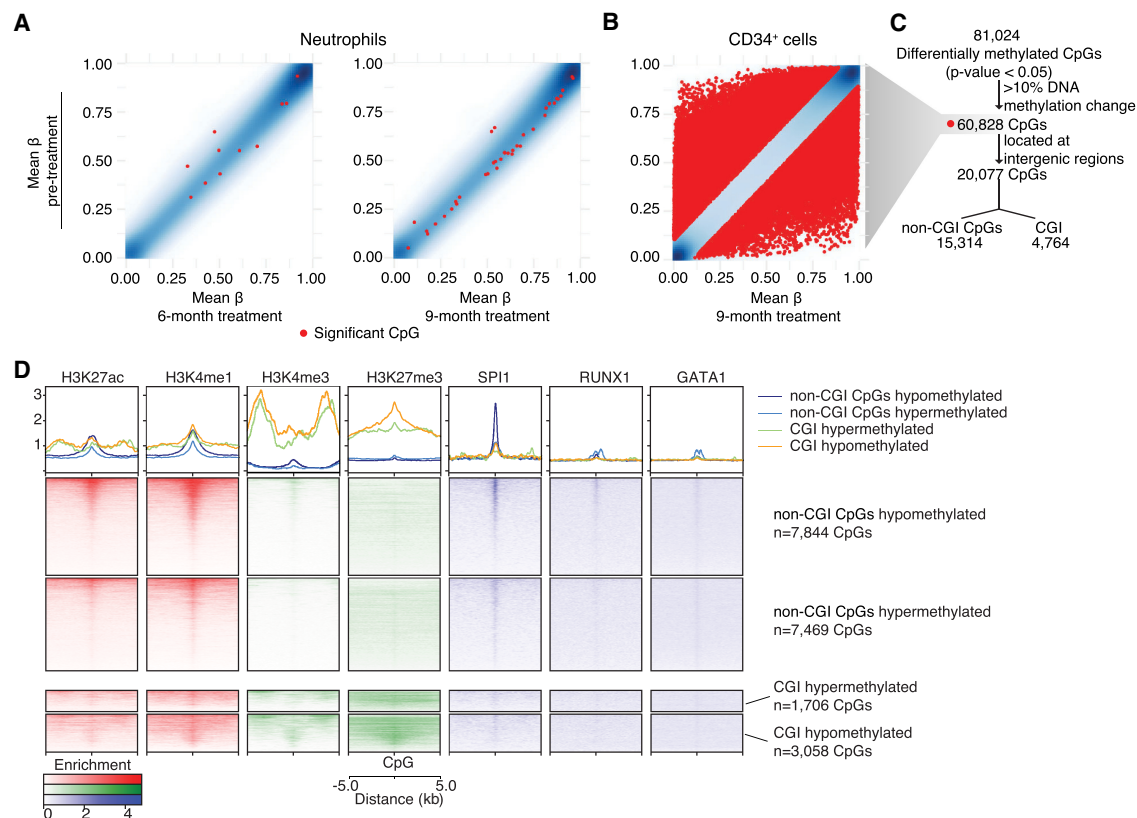 A
Neutrophils
1.00
0.75
0.50
0.25
0.00
Mean β
pre-treatment
0.00 0.25 0.50 0.75 1.00
Mean β
6-month treatment
1.00
0.75
0.50
0.25
0.00
0.00 0.25 0.50 0.75 1.00
Mean β
9-month treatment
Significant CpG
B
CD34+ cells
1.00
0.75
0.50
0.25
0.00
0.00 0.25 0.50 0.75 1.00
Mean β
9-month treatment
C
81,024
Differentially methylated CpGs
(p-value < 0.05)
>10% DNA
methylation change
60,828 CpGs
located at
intergenic regions
20,077 CpGs
non-CGI CpGs
15,314
CGI
4,764
D
H3K27ac H3K4me1 H3K4me3 H3K27me3 SPI1 RUNX1 GATA1
3
2
1
non-CGI CpGs hypomethylated
non-CGI CpGs hypermethylated
CGI hypermethylated
CGI hypomethylated
non-CGI CpGs hypomethylated
n=7,844 CpGs
non-CGI CpGs hypermethylated
n=7,469 CpGs
CGI hypermethylated
n=1,706 CpGs
CGI hypomethylated
n=3,058 CpGs
Enrichment
0 2 4
CpG
-5.0 5.0
Distance (kb)